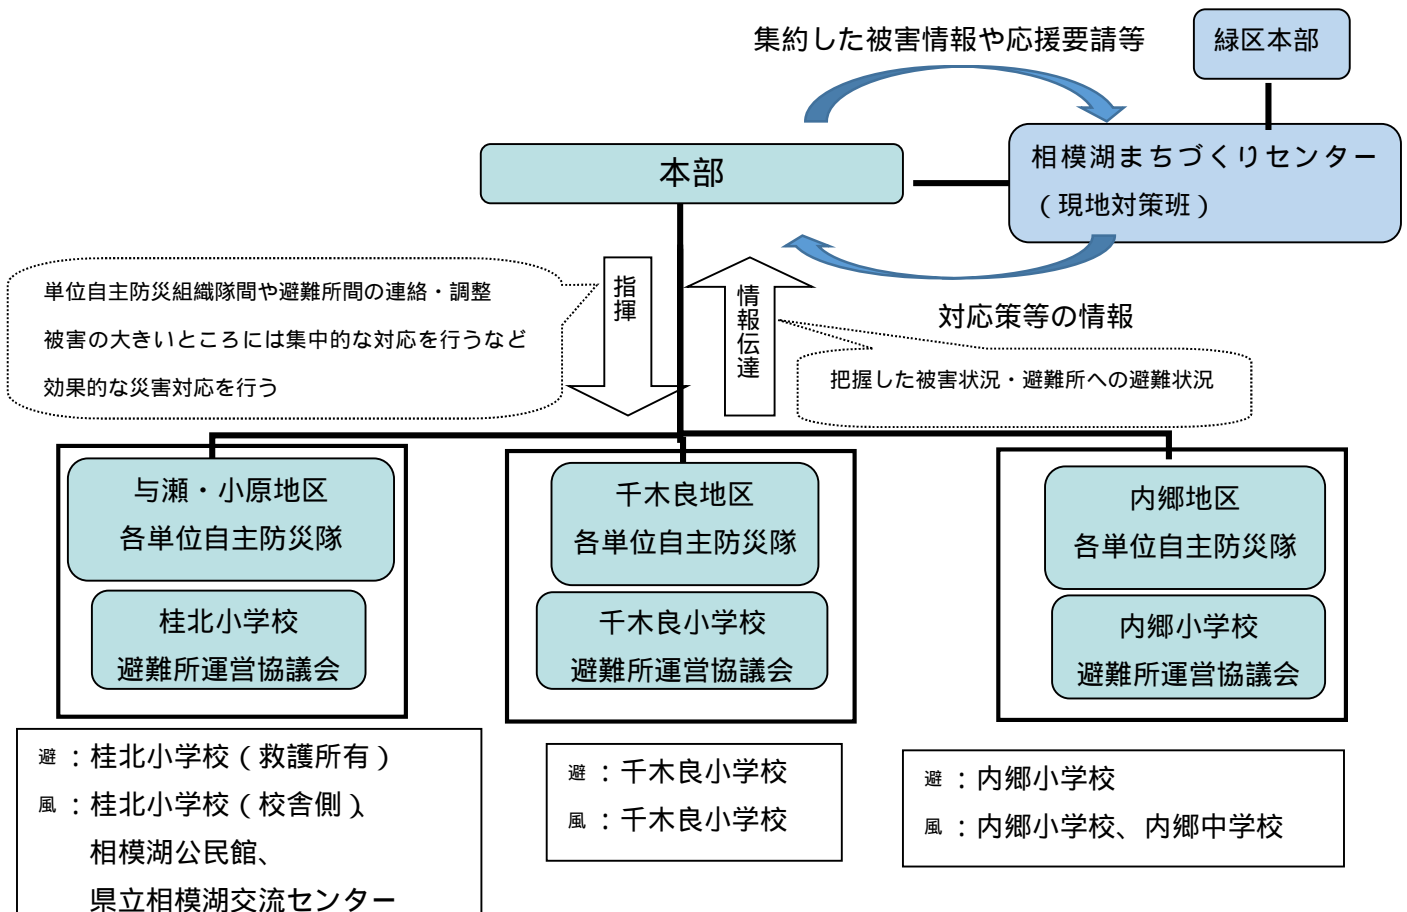 集約した被害情報や応援要請等
緑区本部
本部
相模湖まちづくりセンター
（現地対策班）
単位自主防災組織隊間や避難所間の連絡・調整
被害の大きいところには集中的な対応を行うなど
効果的な災害対応を行う
指揮
情報伝達
対応策等の情報
把握した被害状況・避難所への避難状況
与瀬・小原地区
各単位自主防災隊
桂北小学校
避難所運営協議会
千木良地区
各単位自主防災隊
千木良小学校
避難所運営協議会
内郷地区
各単位自主防災隊
内郷小学校
避難所運営協議会
避：桂北小学校（救護所有）
風：桂北小学校（校舎側）、
相模湖公民館、
県立相模湖交流センター
避：千木良小学校
風：千木良小学校
避：内郷小学校
風：内郷小学校、内郷中学校